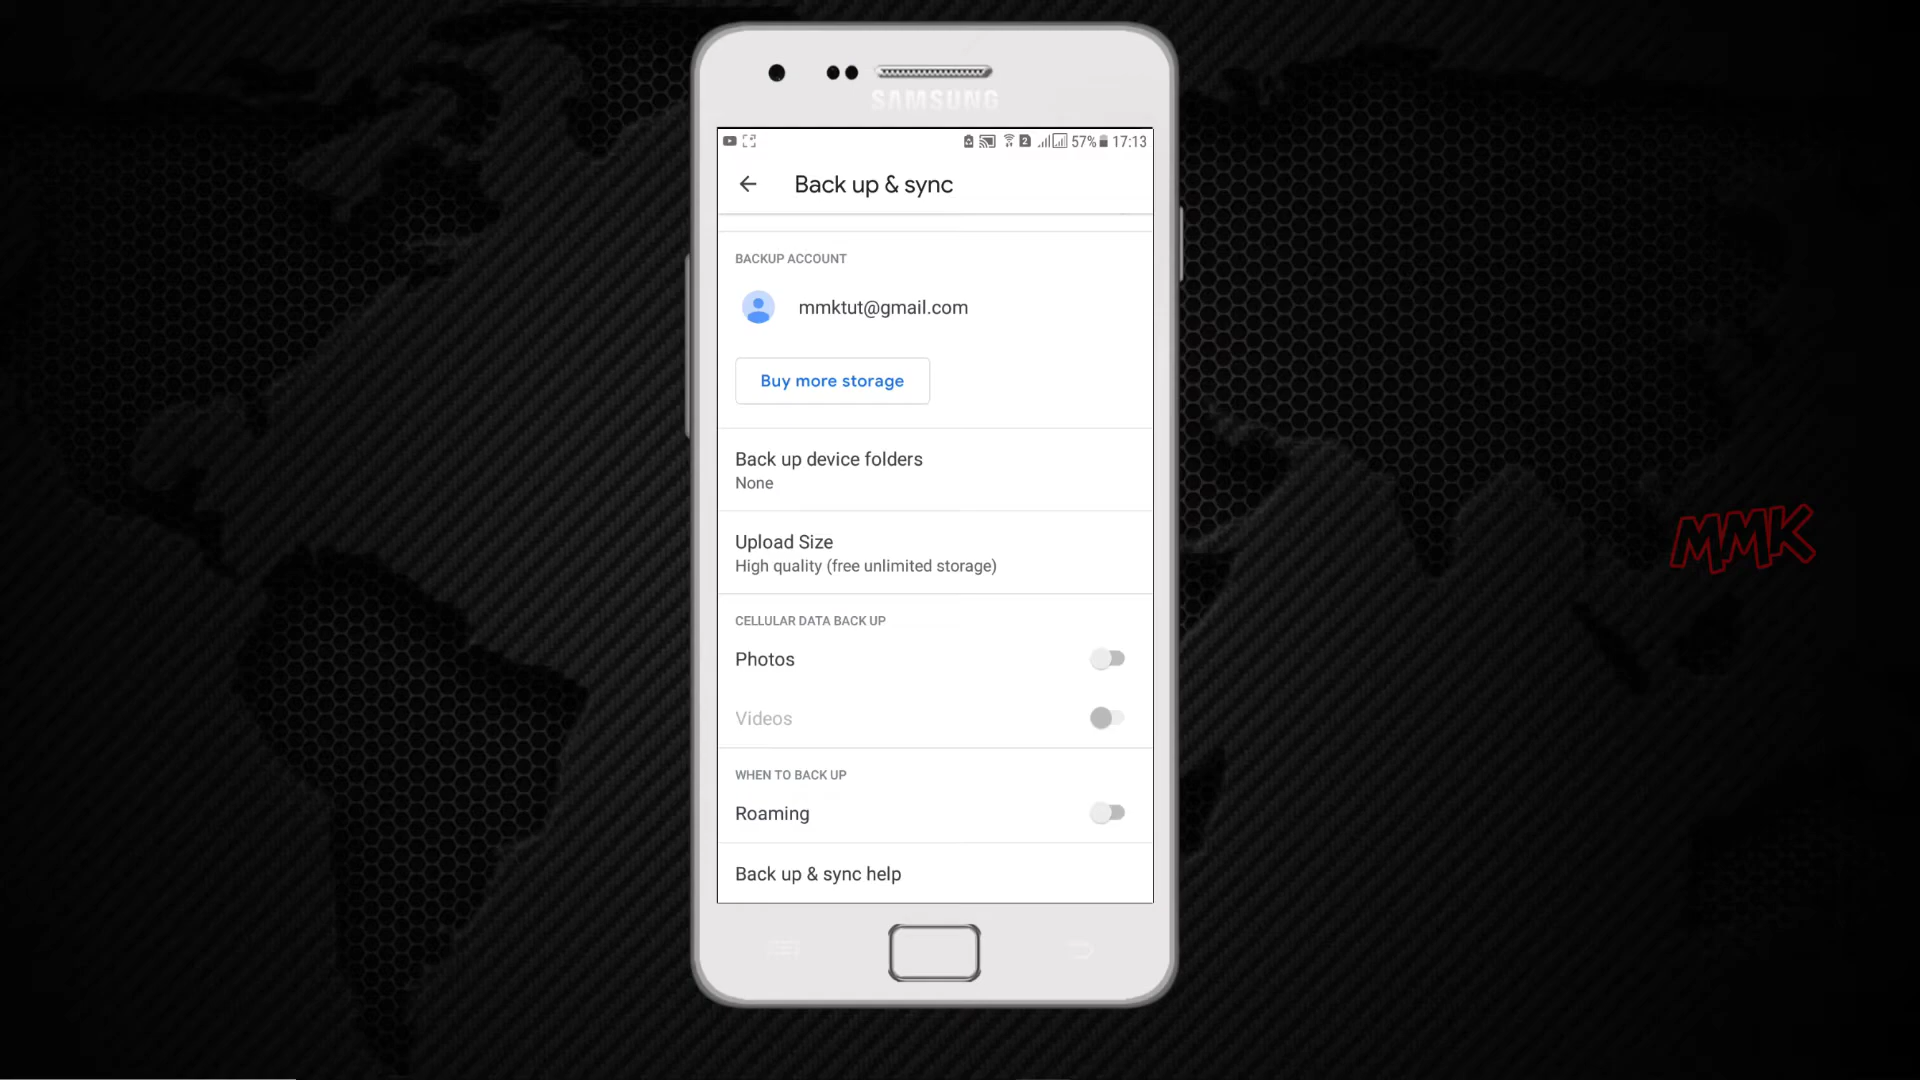 SAMSUNG
2 57% 17:13
Back up & sync
BACKUP ACCOUNT
mmktut@gmail.com
Buy more storage
Back up device folders
None
Upload Size
High quality (free unlimited storage)
CELLULAR DATA BACK UP
Photos
Videos
WHEN TO BACK UP
Roaming
Back up & sync help
MMK